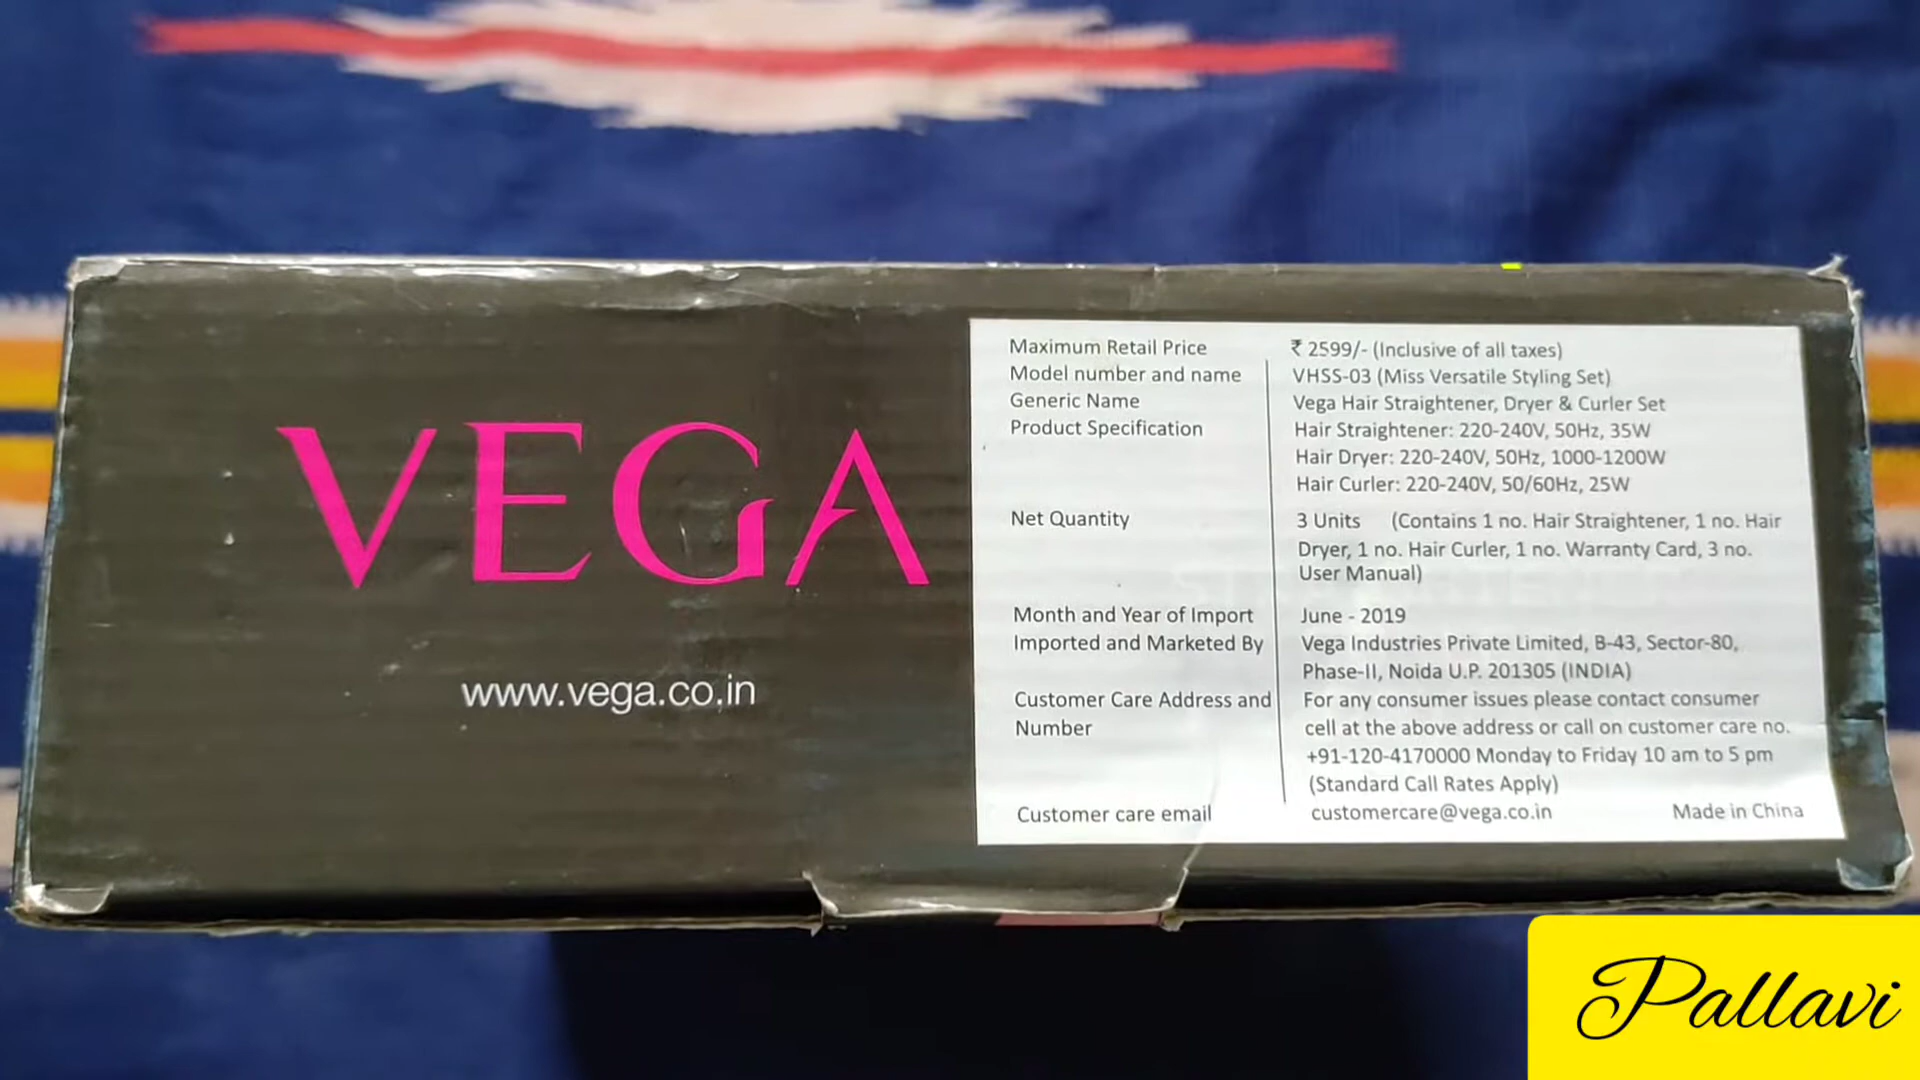 VEGA
www.vega.co.in
Maximum Retail Price ₹ 2599/- (Inclusive of all taxes)
Model number and name VHSS-03 (Miss Versatile Styling Set)
Generic Name Vega Hair Straightener, Dryer & Curler Set
Product Specification Hair Straightener: 220-240V, 50Hz, 35W
Hair Dryer: 220-240V, 50Hz, 1000-1200W
Hair Curler: 220-240V, 50/60Hz, 25W
Net Quantity 3 Units (Contains 1 no. Hair Straightener, 1 no. Hair
Dryer, 1 no. Hair Curler, 1 no. Warranty Card, 3 no.
User Manual)
Month and Year of Import June - 2019
Imported and Marketed By Vega Industries Private Limited, B-43, Sector-80,
Phase-II, Noida U.P. 201305 (INDIA)
Customer Care Address and For any consumer issues please contact consumer
Number cell at the above address or call on customer care no.
+91-120-4170000 Monday to Friday 10 am to 5 pm
(Standard Call Rates Apply)
Customer care email customercare@vega.co.in Made in China
Pallavi